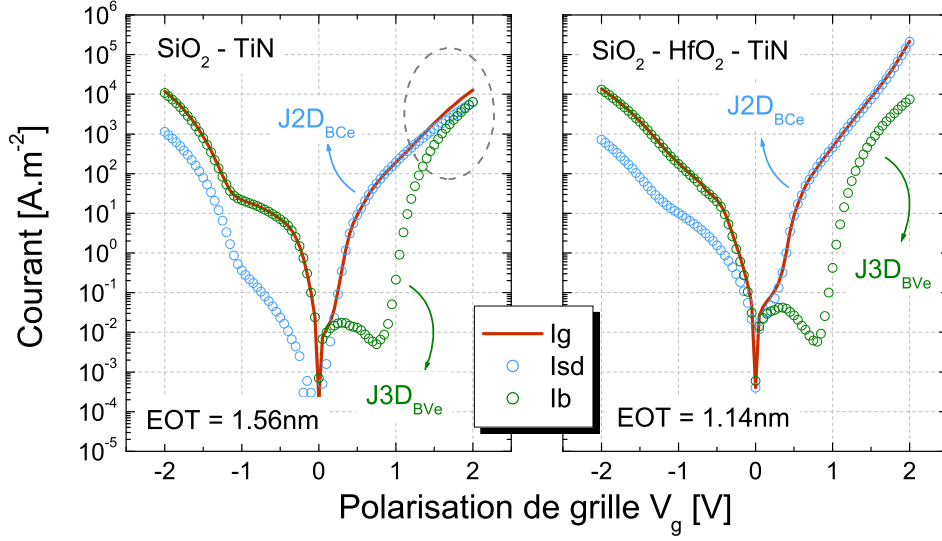 SiO2 - TiN
SiO2 - HfO2 - TiN
10^6
10^5
10^4
10^3
10^2
10^1
10^0
10^-1
10^-2
10^-3
10^-4
10^-5
Courant [A.m^-2]
J2D_BCe
J2D_BCe
J3D_BVe
J3D_BVe
Ig
Isd
Ib
EOT = 1.56nm
EOT = 1.14nm
-2 -1 0 1 2
-2 -1 0 1 2
Polarisation de grille Vg [V]